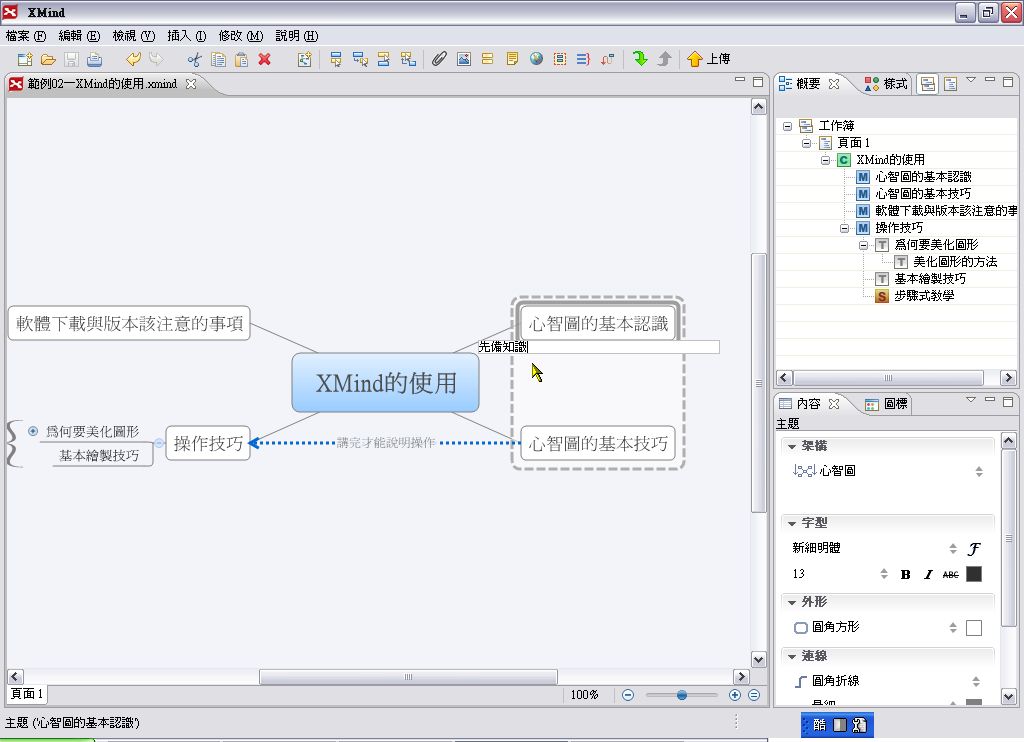 XMind
檔案 (F) 編輯 (E) 檢視 (V) 插入 (I) 修改 (M) 說明 (H)
上傳
範例02—XMind的使用.xmind
軟體下載與版本該注意的事項
心智圖的基本認識
先備知識
XMind的使用
為何要美化圖形
基本繪製技巧
操作技巧
講完才能說明操作
心智圖的基本技巧
頁面 1
100%
主題 ('心智圖的基本認識')
概要 樣式
工作簿
頁面 1
C XMind的使用
M 心智圖的基本認識
M 心智圖的基本技巧
M 軟體下載與版本該注意的事
M 操作技巧
T 為何要美化圖形
T 美化圖形的方法
T 基本繪製技巧
S 步驟式教學
內容 圖標
主題
架構
心智圖
字型
新細明體
13 B I ABC
外形
圓角方形
連線
圓角折線
酷